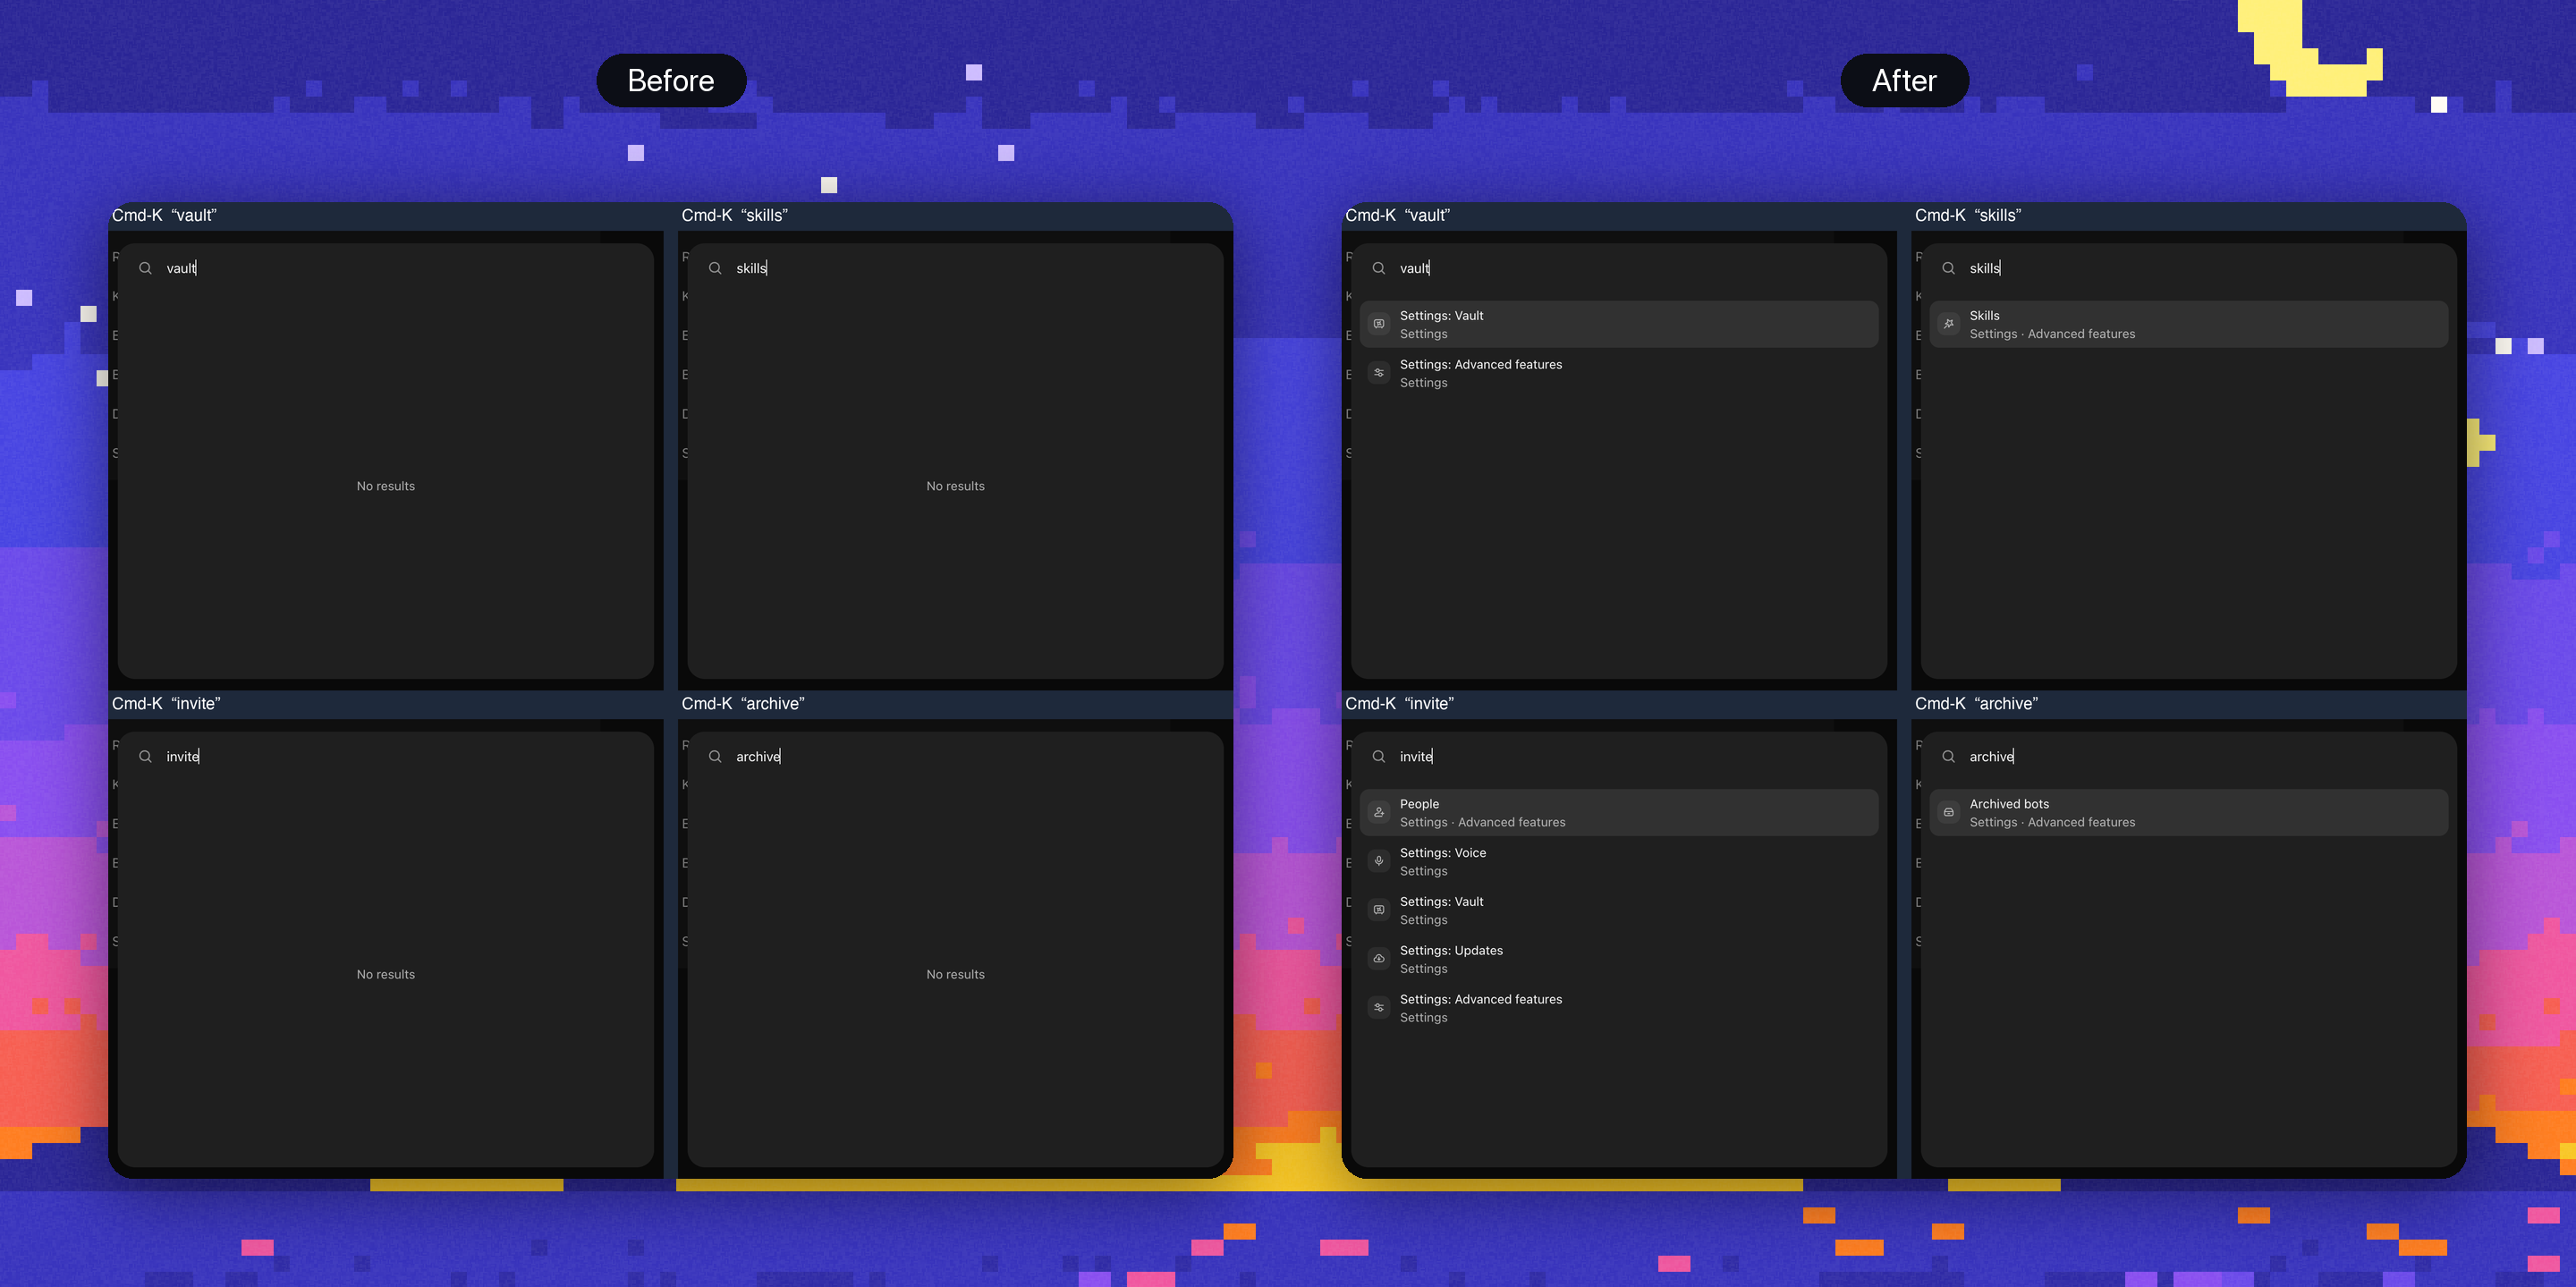 Before
Cmd-K “vault”
vault
No results
Cmd-K “skills”
skills
No results
Cmd-K “invite”
invite
No results
Cmd-K “archive”
archive
No results
After
Cmd-K “vault”
vault
Settings: Vault
Settings
Settings: Advanced features
Settings
Cmd-K “skills”
skills
Skills
Settings · Advanced features
Cmd-K “invite”
invite
People
Settings · Advanced features
Settings: Voice
Settings
Settings: Vault
Settings
Settings: Updates
Settings
Settings: Advanced features
Settings
Cmd-K “archive”
archive
Archived bots
Settings · Advanced features